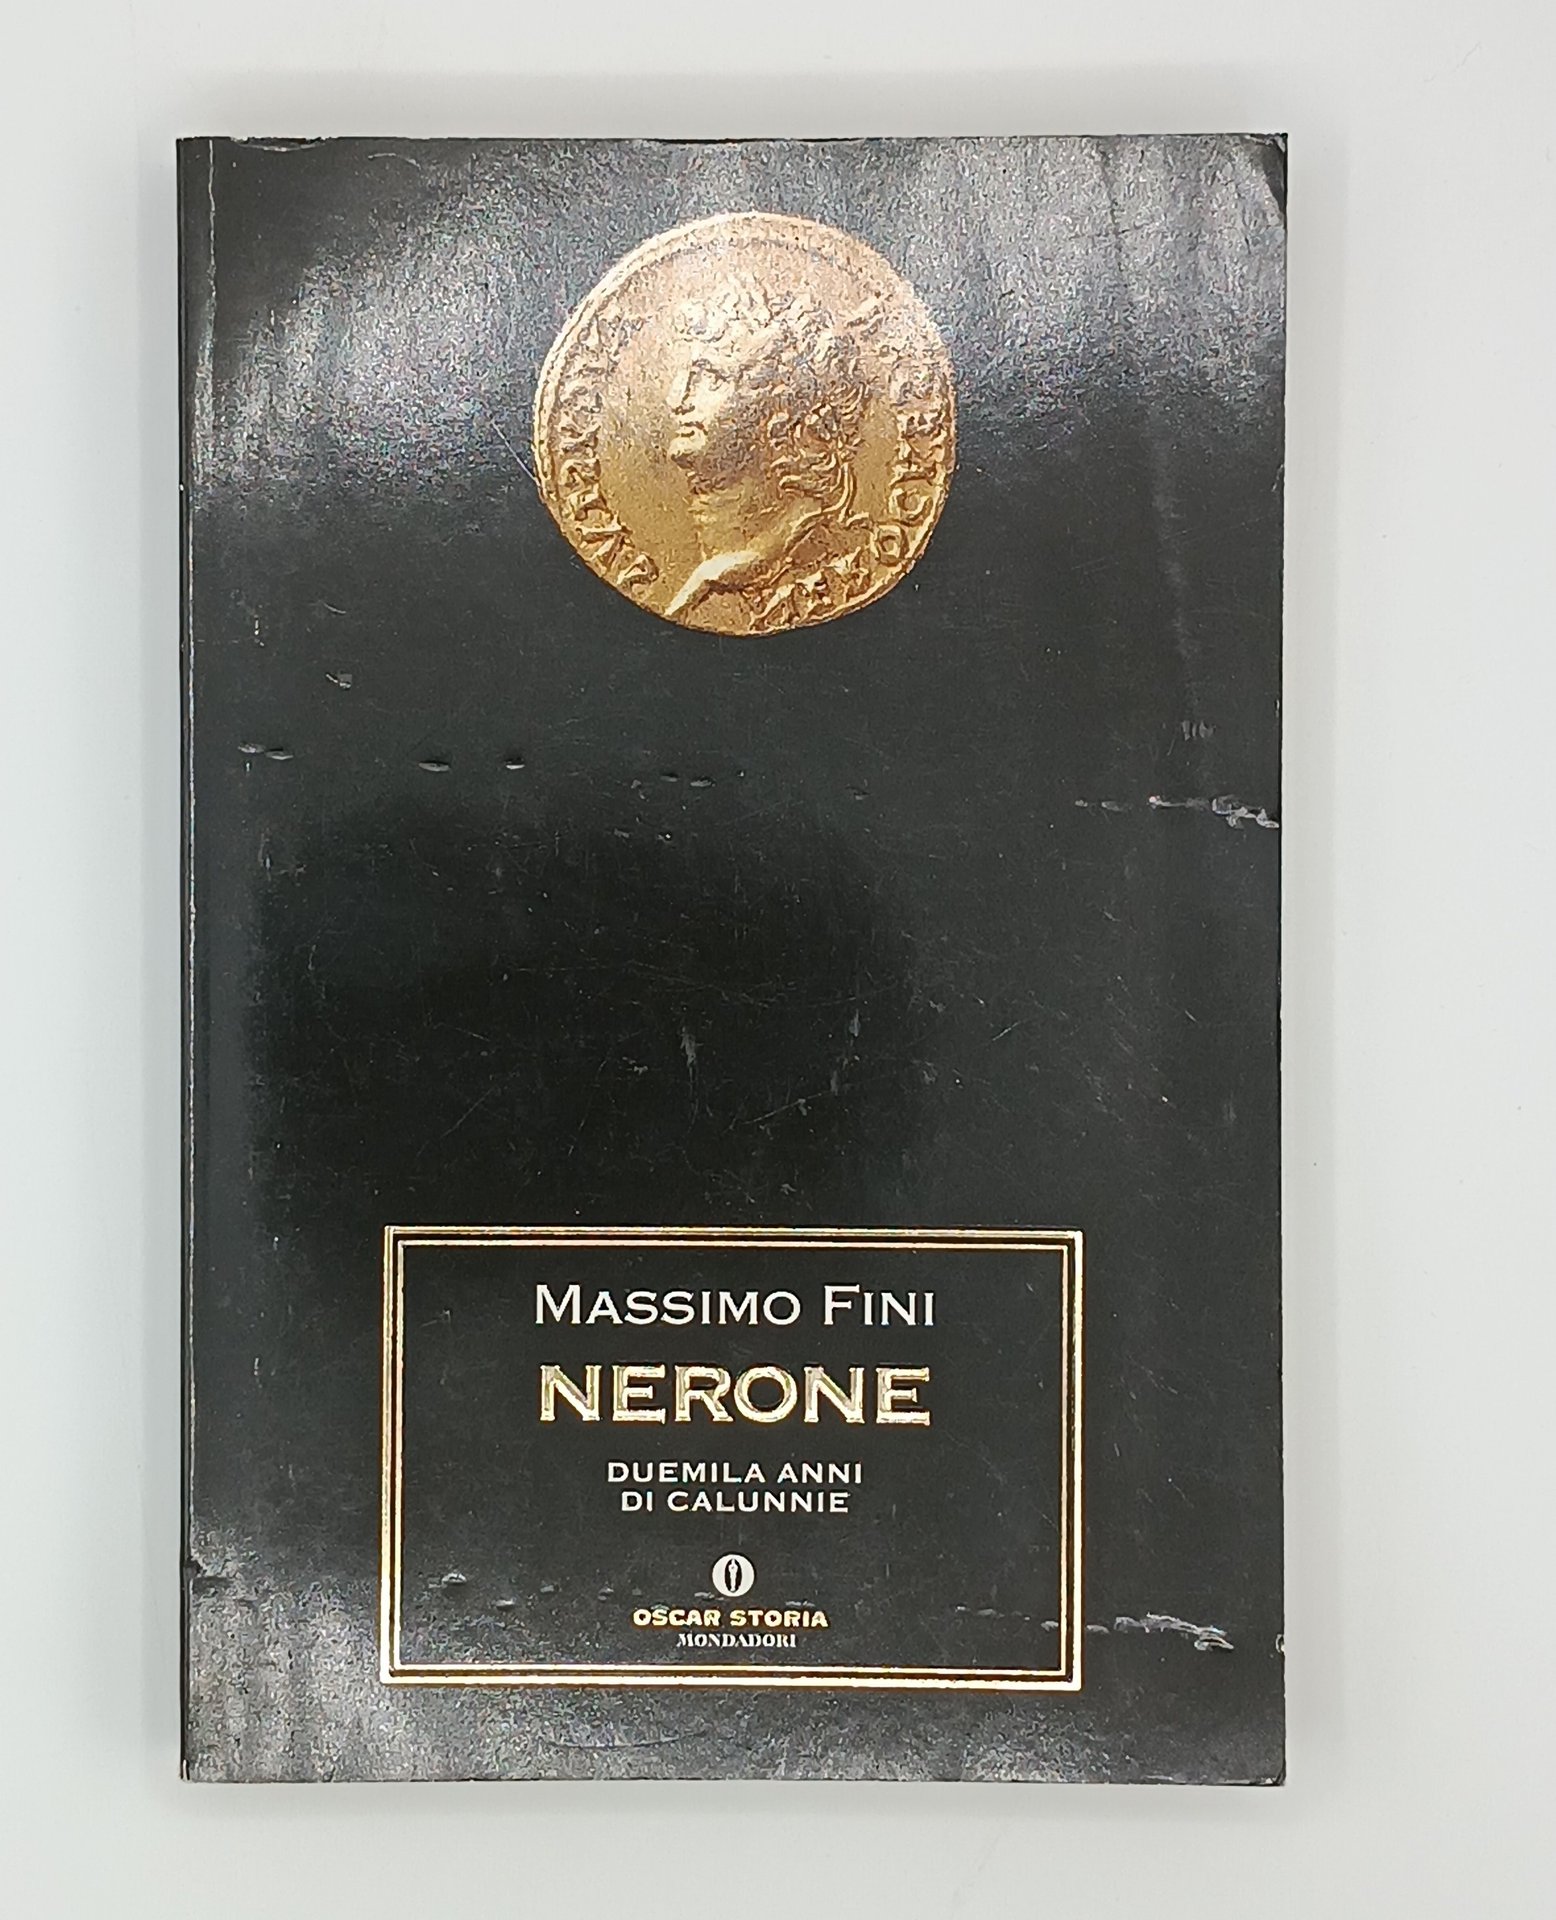 MASSIMO FINI
NERONE
DUEMILA ANNI
DI CALUNNIE
OSCAR STORIA
MONDADORI